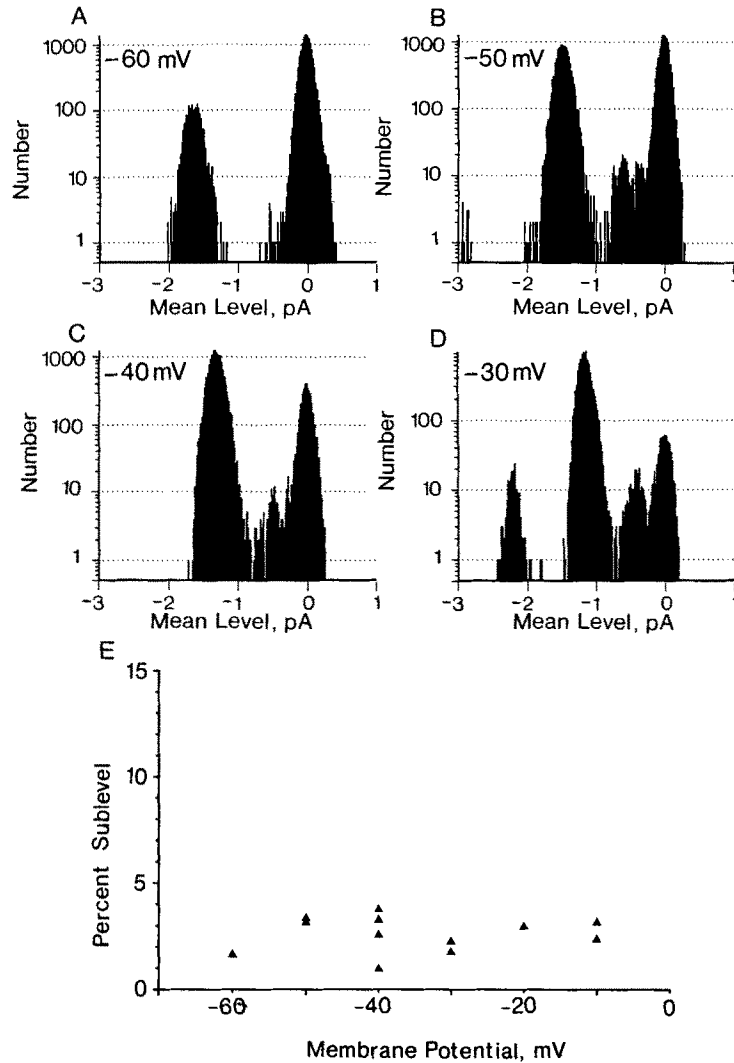 A
-60 mV
1000
100
10
1
Number
-3 -2 -1 0 1
Mean Level, pA
B
-50 mV
1000
100
10
1
Number
-3 -2 -1 0 1
Mean Level, pA
C
-40 mV
1000
100
10
1
Number
-3 -2 -1 0 1
Mean Level, pA
D
-30 mV
100
10
1
Number
-3 -2 -1 0 1
Mean Level, pA
E
15
10
5
0
Percent Sublevel
-60 -40 -20 0
Membrane Potential, mV